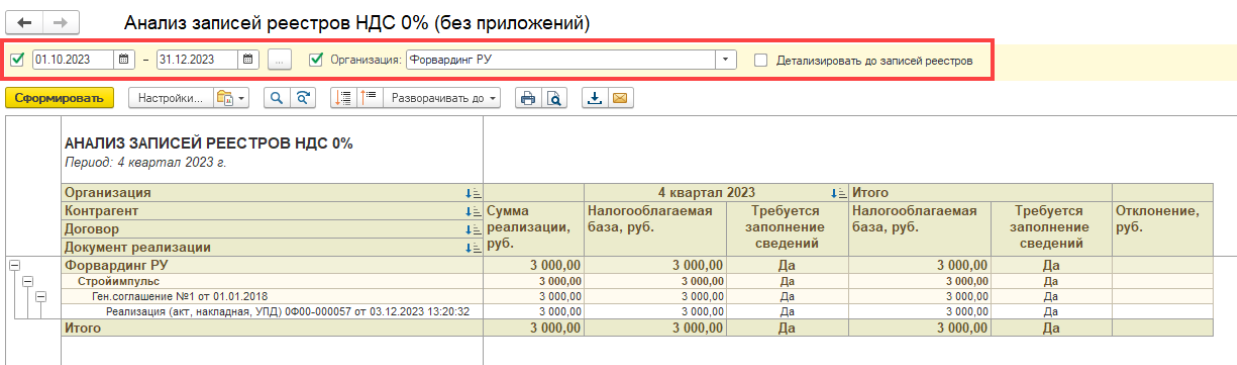 Анализ записей реестров НДС 0% (без приложений)
01.10.2023 – 31.12.2023 ... Организация: Форвардинг РУ Детализировать до записей реестров
Сформировать Настройки... Разворачивать до
АНАЛИЗ ЗАПИСЕЙ РЕЕСТРОВ НДС 0%
Период: 4 квартал 2023 г.
Организация 4 квартал 2023 Итого
Контрагент Сумма Налогооблагаемая Требуется Налогооблагаемая Требуется Отклонение,
Договор реализации, база, руб. заполнение база, руб. заполнение руб.
Документ реализации руб. сведений сведений
Форвардинг РУ 3 000,00 3 000,00 Да 3 000,00 Да
Стройимпульс 3 000,00 3 000,00 Да 3 000,00 Да
Ген.соглашение №1 от 01.01.2018 3 000,00 3 000,00 Да 3 000,00 Да
Реализация (акт, накладная, УПД) 0Ф00-000057 от 03.12.2023 13:20:32 3 000,00 3 000,00 Да 3 000,00 Да
Итого 3 000,00 3 000,00 Да 3 000,00 Да